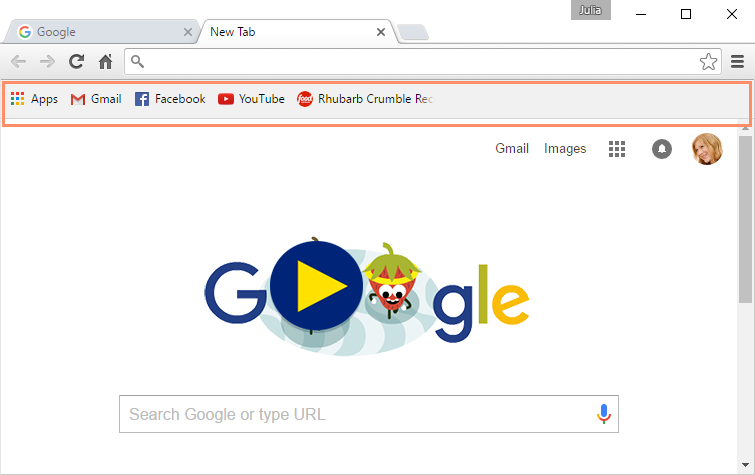 Julia
Google
New Tab
Apps Gmail Facebook YouTube Rhubarb Crumble Rec
Gmail Images
Google
Search Google or type URL